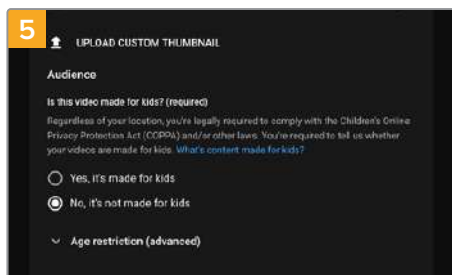 5
UPLOAD CUSTOM THUMBNAIL
Audience
Is this video made for kids? (required)
Regardless of your location, you're legally required to comply with the Children's Online
Privacy Protection Act (COPPA) and/or other laws. You're required to tell us whether
your videos are made for kids. What's content made for kids?
Yes, it's made for kids
No, it's not made for kids
Age restriction (advanced)